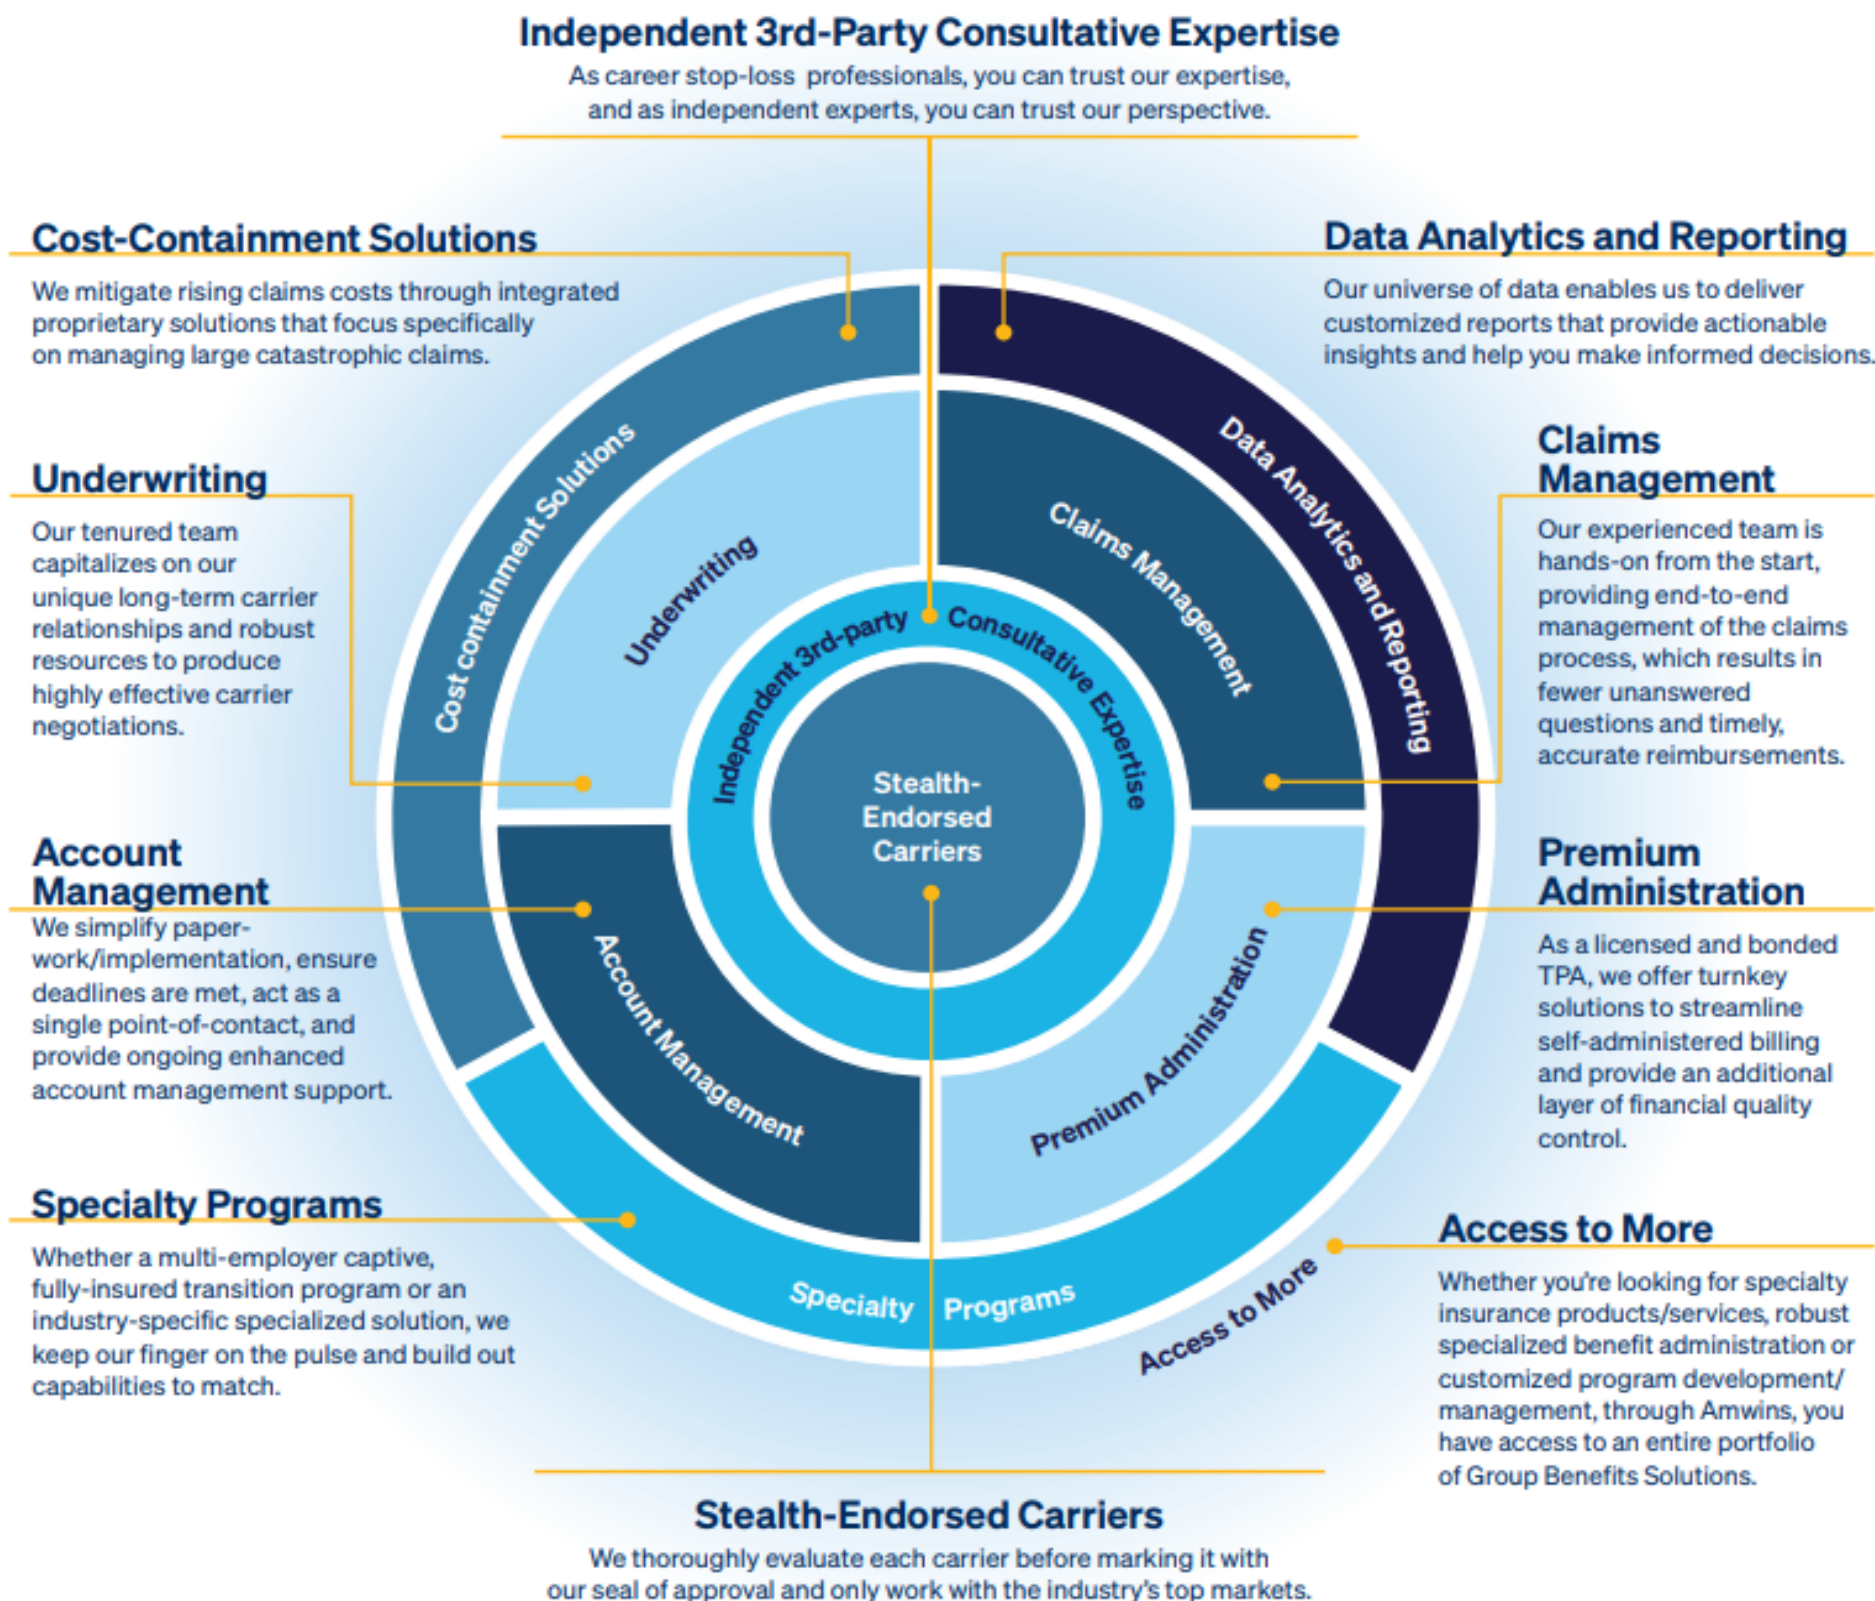 Independent 3rd-Party Consultative Expertise
As career stop-loss professionals, you can trust our expertise,
and as independent experts, you can trust our perspective.
Cost-Containment Solutions
We mitigate rising claims costs through integrated
proprietary solutions that focus specifically
on managing large catastrophic claims.
Data Analytics and Reporting
Our universe of data enables us to deliver
customized reports that provide actionable
insights and help you make informed decisions.
Underwriting
Our tenured team
capitalizes on our
unique long-term carrier
relationships and robust
resources to produce
highly effective carrier
negotiations.
Claims
Management
Our experienced team is
hands-on from the start,
providing end-to-end
management of the claims
process, which results in
fewer unanswered
questions and timely,
accurate reimbursements.
Cost containment Solutions
Data Analytics and Reporting
Underwriting
Claims Management
Independent 3rd-party Consultative Expertise
Stealth-
Endorsed
Carriers
Account Management
Premium Administration
Specialty Programs
Access to More
Account
Management
We simplify paper-
work/implementation, ensure
deadlines are met, act as a
single point-of-contact, and
provide ongoing enhanced
account management support.
Premium
Administration
As a licensed and bonded
TPA, we offer turnkey
solutions to streamline
self-administered billing
and provide an additional
layer of financial quality
control.
Specialty Programs
Whether a multi-employer captive,
fully-insured transition program or an
industry-specific specialized solution, we
keep our finger on the pulse and build out
capabilities to match.
Access to More
Whether you're looking for specialty
insurance products/services, robust
specialized benefit administration or
customized program development/
management, through Amwins, you
have access to an entire portfolio
of Group Benefits Solutions.
Stealth-Endorsed Carriers
We thoroughly evaluate each carrier before marking it with
our seal of approval and only work with the industry's top markets.